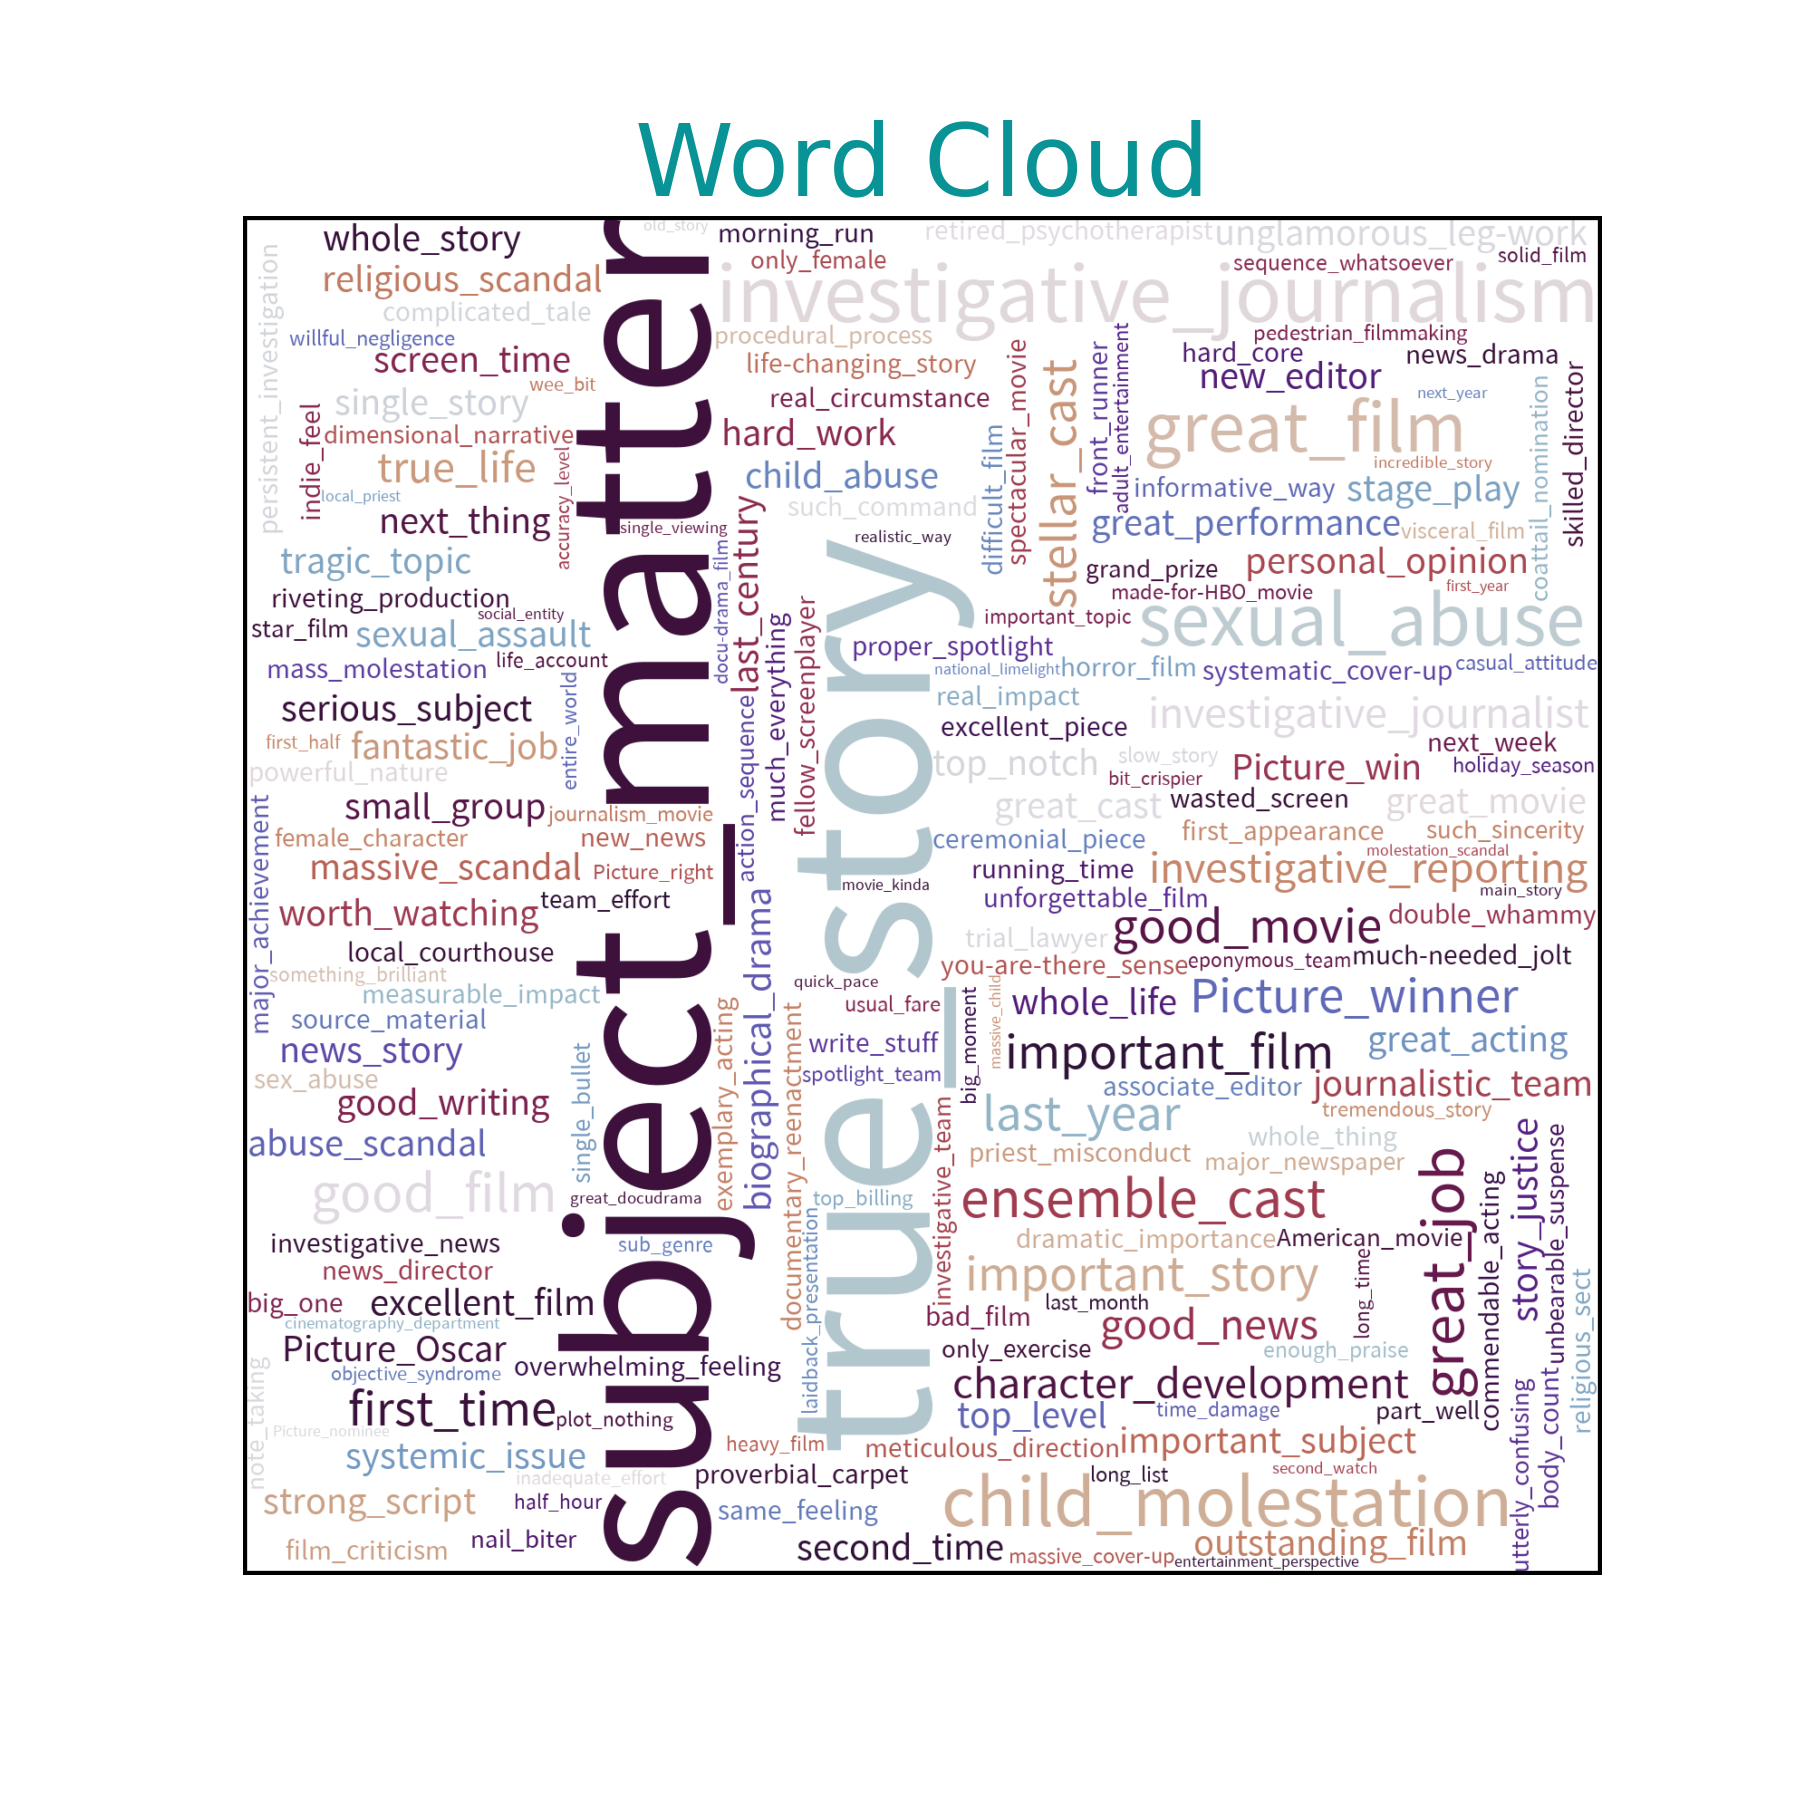 Word Cloud
old_story
whole_story
morning_run
retired_psychotherapist
unglamorous_leg-work
solid_film
religious_scandal
only_female
sequence_whatsoever
investigative_journalism
persistent_investigation
complicated_tale
willful_negligence
procedural_process
pedestrian_filmmaking
screen_time
life-changing_story
hard_core
news_drama
wee_bit
new_editor
single_story
real_circumstance
next_year
indie_feel
dimensional_narrative
hard_work
spectacular_movie
stellar_cast
front_runner
adult_entertainment
great_film
coattail_nomination
skilled_director
true_life
accuracy_level
child_abuse
difficult_film
incredible_story
local_priest
informative_way
stage_play
such_command
next_thing
single_viewing
great_performance
visceral_film
realistic_way
tragic_topic
docu-drama_film
last_century
grand_prize
personal_opinion
riveting_production
made-for-HBO_movie
first_year
social_entity
important_topic
sexual_abuse
star_film
sexual_assault
much_everything
fellow_screenplayer
proper_spotlight
mass_molestation
life_account
national_limelight
horror_film
systematic_cover-up
casual_attitude
entire_world
real_impact
serious_subject
action_sequence
excellent_piece
investigative_journalist
first_half
fantastic_job
next_week
powerful_nature
top_notch
slow_story
bit_crispier
Picture_win
holiday_season
subject_matter
true_story
major_achievement
small_group
journalism_movie
great_cast
wasted_screen
great_movie
female_character
new_news
ceremonial_piece
first_appearance
such_sincerity
molestation_scandal
massive_scandal
Picture_right
running_time
investigative_reporting
movie_kinda
main_story
team_effort
unforgettable_film
worth_watching
good_movie
double_whammy
biographical_drama
trial_lawyer
local_courthouse
you-are-there_sense
eponymous_team
much-needed_jolt
something_brilliant
quick_pace
measurable_impact
usual_fare
big_moment
massive_child
whole_life
Picture_winner
source_material
exemplary_acting
documentary_reenactment
write_stuff
important_film
great_acting
news_story
single_bullet
spotlight_team
sex_abuse
associate_editor
journalistic_team
good_writing
last_year
tremendous_story
abuse_scandal
investigative_team
whole_thing
story_justice
unbearable_suspense
priest_misconduct
major_newspaper
good_film
great_docudrama
top_billing
ensemble_cast
great_job
commendable_acting
investigative_news
sub_genre
laidback_presentation
dramatic_importance
American_movie
news_director
important_story
long_time
religious_sect
big_one
excellent_film
last_month
bad_film
good_news
cinematography_department
Picture_Oscar
only_exercise
enough_praise
note_taking
objective_syndrome
overwhelming_feeling
character_development
first_time
plot_nothing
top_level
time_damage
part_well
utterly_confusing
body_count
Picture_nominee
heavy_film
meticulous_direction
important_subject
systemic_issue
inadequate_effort
proverbial_carpet
long_list
second_watch
strong_script
half_hour
same_feeling
child_molestation
film_criticism
nail_biter
second_time
massive_cover-up
outstanding_film
entertainment_perspective